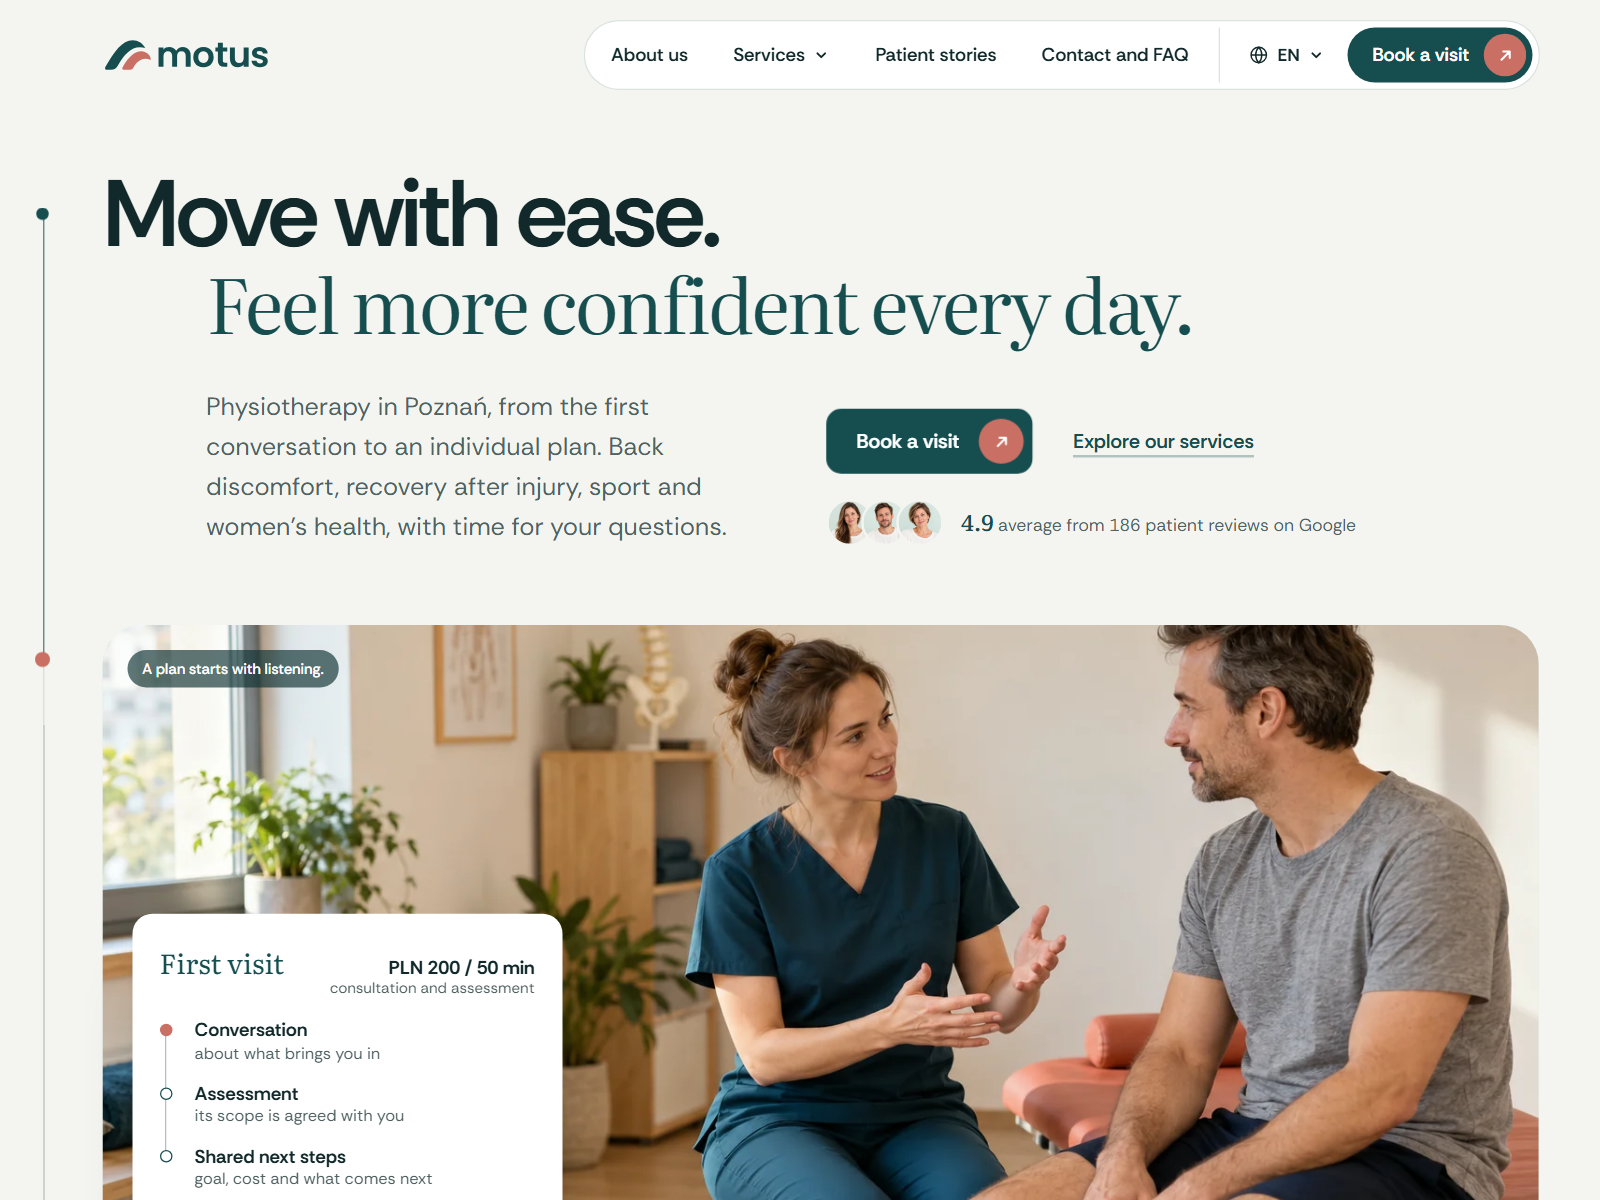 motus
About us
Services
Patient stories
Contact and FAQ
EN
Book a visit
Move with ease.
Feel more confident every day.
Physiotherapy in Poznań, from the first
conversation to an individual plan. Back
discomfort, recovery after injury, sport and
women’s health, with time for your questions.
Book a visit
Explore our services
4.9 average from 186 patient reviews on Google
A plan starts with listening.
First visit
PLN 200 / 50 min
consultation and assessment
Conversation
about what brings you in
Assessment
its scope is agreed with you
Shared next steps
goal, cost and what comes next